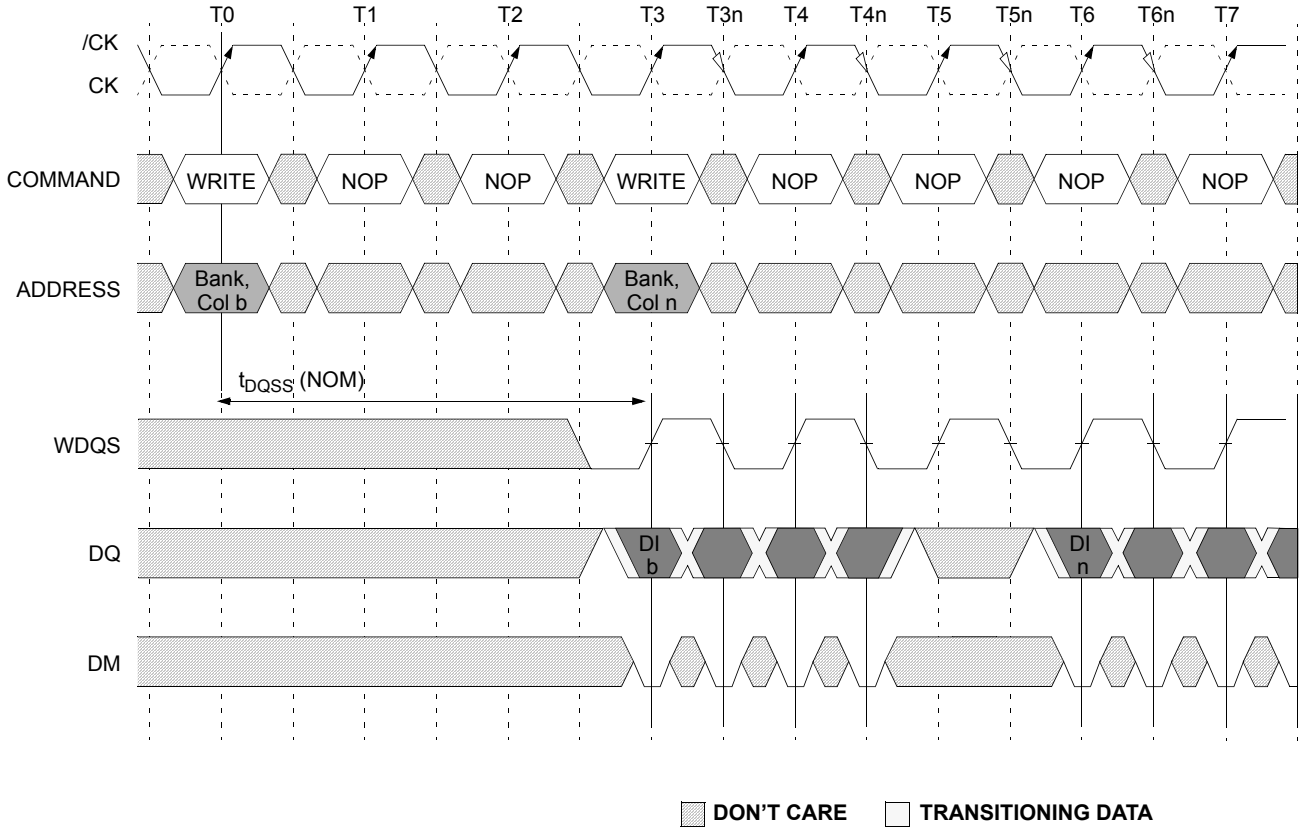 T0 T1 T2 T3 T3n T4 T4n T5 T5n T6 T6n T7
/CK
CK
COMMAND WRITE NOP NOP WRITE NOP NOP NOP NOP
ADDRESS Bank, Col b Bank, Col n
tDQSS (NOM)
WDQS
DQ DI b DI n
DM
DON'T CARE TRANSITIONING DATA